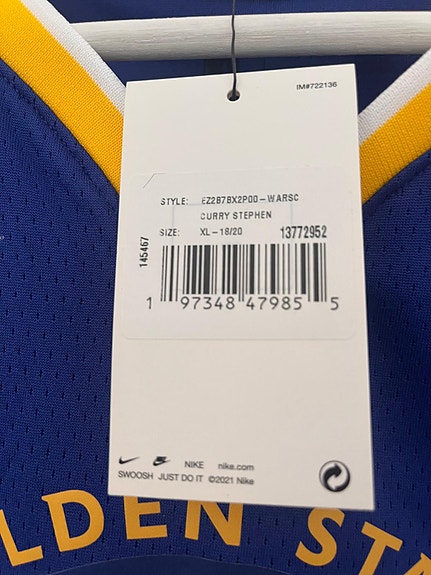 IM#722136
STYLE: EZ2B7BX2P00-WARSC
CURRY STEPHEN
SIZE: XL-18/20 13772952
145467
1 97348 47985 5
NIKE nike.com
SWOOSH JUST DO IT ©2021 Nike
LDEN STA